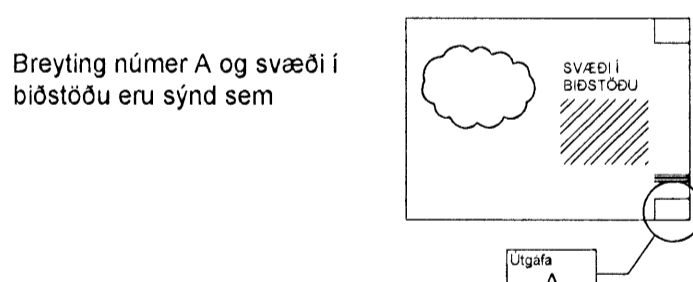 Breyting númer A og svæði í
biðstöðu eru sýnd sem
SVÆÐI Í
BIÐSTÖÐU
Útgáfa
A